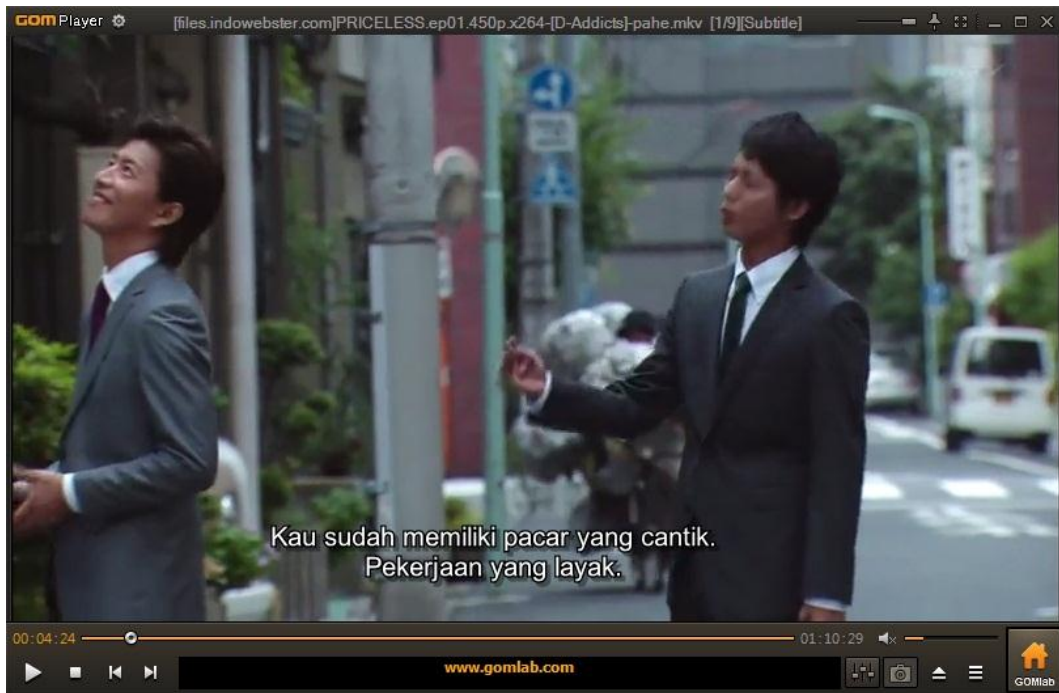 GOM Player
[files.indowebster.com]PRICELESS.ep01.450p.x264-[D-Addicts]-pahe.mkv [1/9][Subtitle]
Kau sudah memiliki pacar yang cantik.
Pekerjaan yang layak.
00:04:24
01:10:29
www.gomlab.com
GOMlab